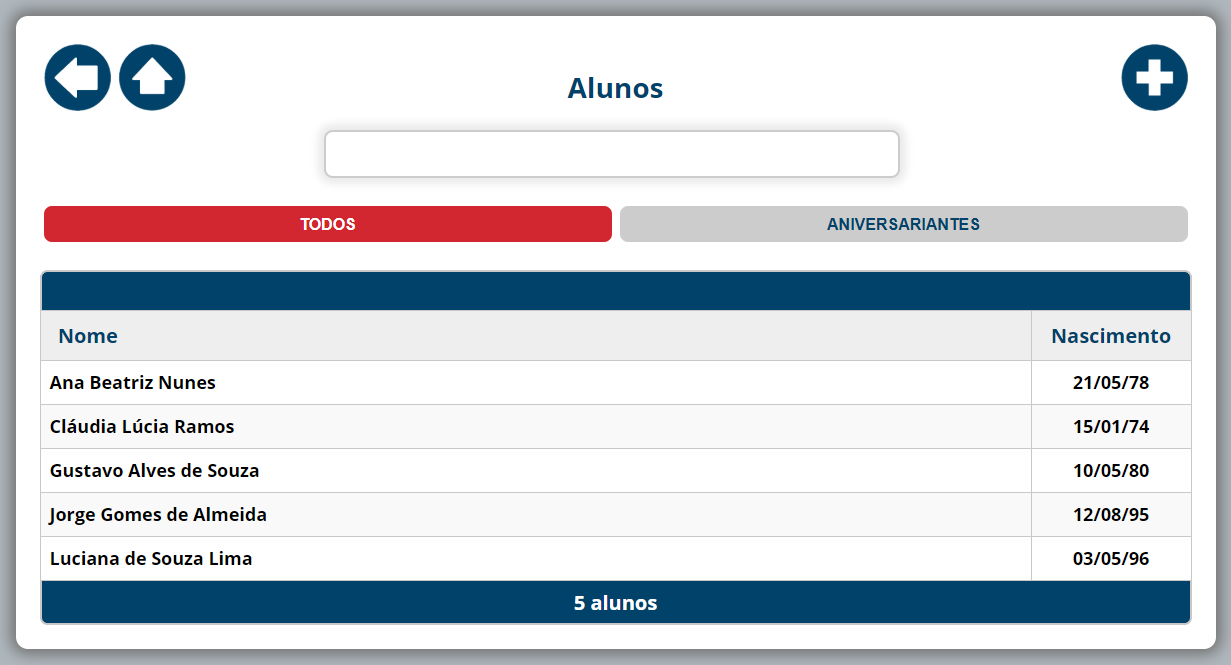 Alunos
TODOS ANIVERSARIANTES
Nome Nascimento
Ana Beatriz Nunes 21/05/78
Cláudia Lúcia Ramos 15/01/74
Gustavo Alves de Souza 10/05/80
Jorge Gomes de Almeida 12/08/95
Luciana de Souza Lima 03/05/96
5 alunos